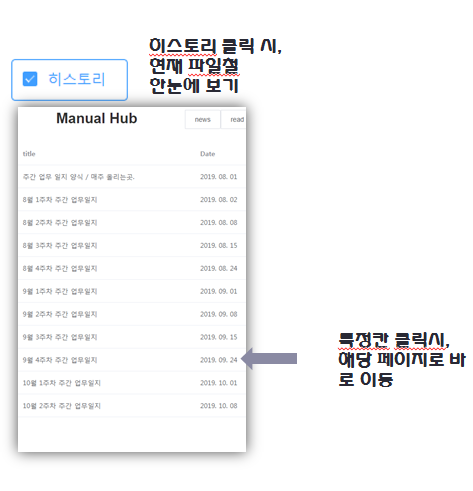 히스토리
히스토리 클릭 시,
현재 파일철
한눈에 보기
Manual Hub
news
read
title Date
주간 업무 일지 양식 / 매주 올리는곳. 2019. 08. 01
8월 1주차 주간 업무일지 2019. 08. 02
8월 2주차 주간 업무일지 2019. 08. 08
8월 3주차 주간 업무일지 2019. 08. 15
8월 4주차 주간 업무일지 2019. 08. 24
9월 1주차 주간 업무일지 2019. 09. 01
9월 2주차 주간 업무일지 2019. 09. 08
9월 3주차 주간 업무일지 2019. 09. 15
9월 4주차 주간 업무일지 2019. 09. 24
10월 1주차 주간 업무일지 2019. 10. 01
10월 2주차 주간 업무일지 2019. 10. 08
특정칸 클릭시,
해당 페이지로 바
로 이동